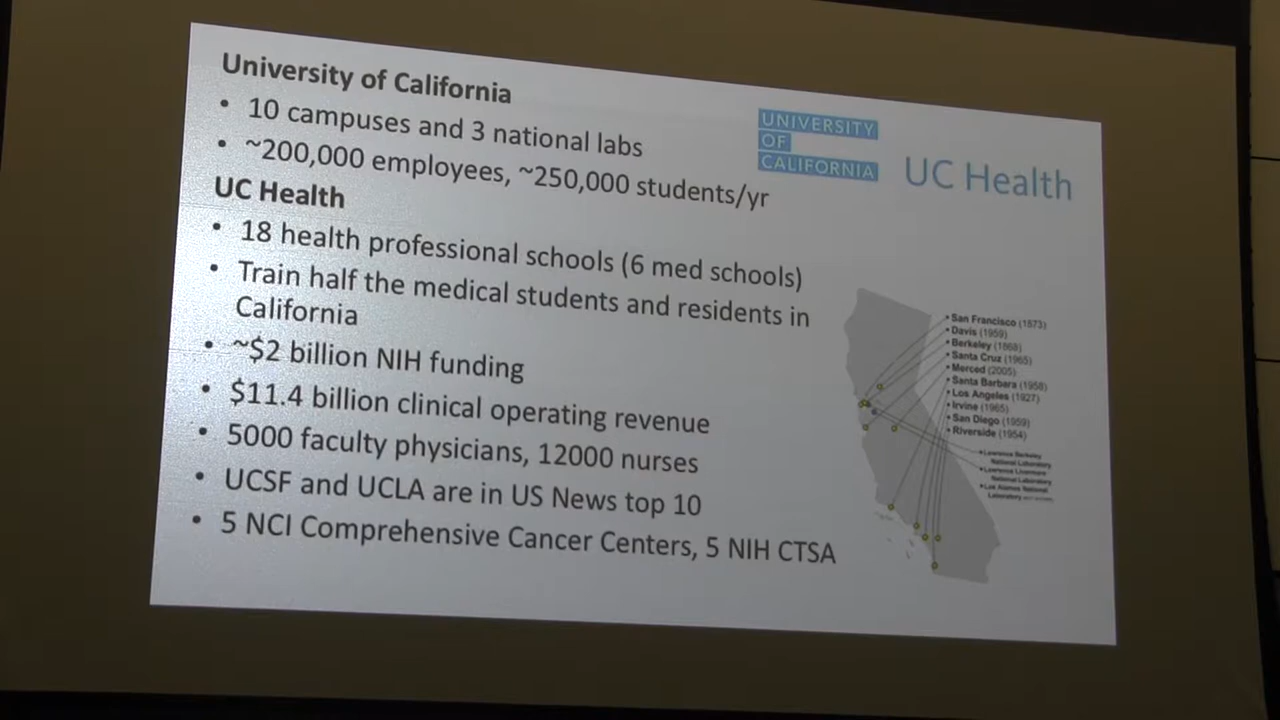 University of California
• 10 campuses and 3 national labs
• ~200,000 employees, ~250,000 students/yr
UC Health
• 18 health professional schools (6 med schools)
• Train half the medical students and residents in
California
• ~$2 billion NIH funding
• $11.4 billion clinical operating revenue
• 5000 faculty physicians, 12000 nurses
• UCSF and UCLA are in US News top 10
• 5 NCI Comprehensive Cancer Centers, 5 NIH CTSA
UNIVERSITY
OF
CALIFORNIA
UC Health
• San Francisco (1873)
• Davis (1959)
• Berkeley (1868)
• Santa Cruz (1965)
• Merced (2005)
• Santa Barbara (1958)
• Los Angeles (1927)
• Irvine (1965)
• San Diego (1959)
• Riverside (1954)
• Lawrence Berkeley
National Laboratory
• Lawrence Livermore
National Laboratory
• Los Alamos National
Laboratory